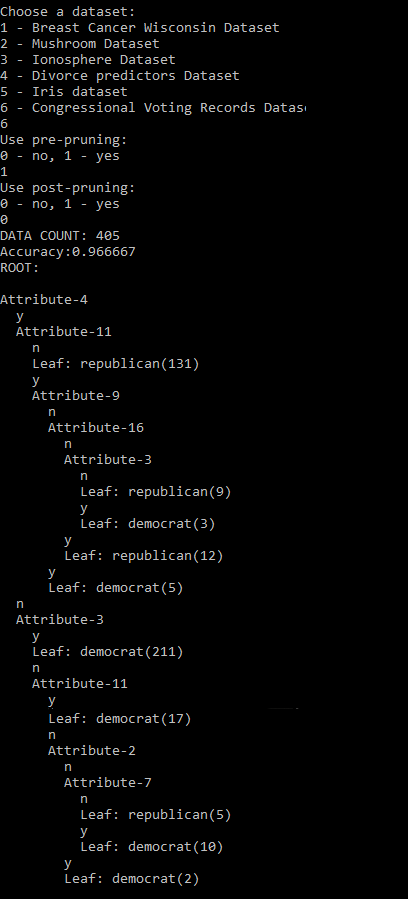 Choose a dataset:
1 - Breast Cancer Wisconsin Dataset
2 - Mushroom Dataset
3 - Ionosphere Dataset
4 - Divorce predictors Dataset
5 - Iris dataset
6 - Congressional Voting Records Datas
6
Use pre-pruning:
0 - no, 1 - yes
1
Use post-pruning:
0 - no, 1 - yes
0
DATA COUNT: 405
Accuracy:0.966667
ROOT:
Attribute-4
y
Attribute-11
n
Leaf: republican(131)
y
Attribute-9
n
Attribute-16
n
Attribute-3
n
Leaf: republican(9)
y
Leaf: democrat(3)
y
Leaf: republican(12)
y
Leaf: democrat(5)
n
Attribute-3
y
Leaf: democrat(211)
n
Attribute-11
y
Leaf: democrat(17)
n
Attribute-2
n
Attribute-7
n
Leaf: republican(5)
y
Leaf: democrat(10)
y
Leaf: democrat(2)